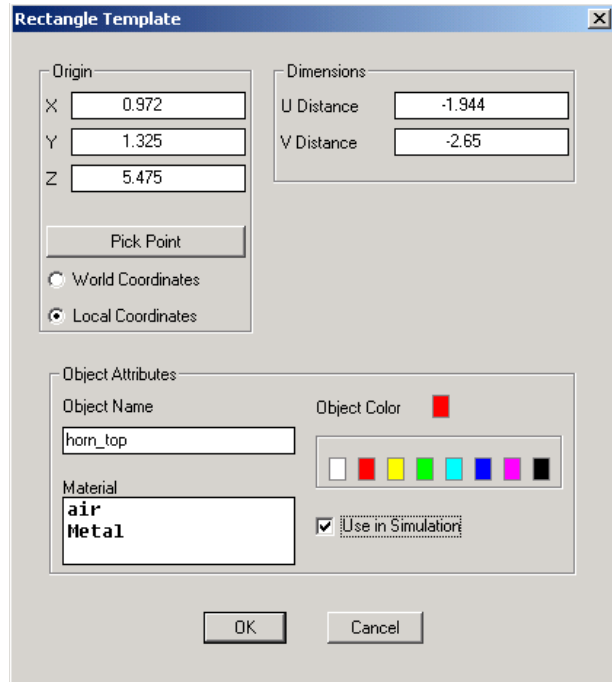 Rectangle Template
Origin
X 0.972
Y 1.325
Z 5.475
Pick Point
World Coordinates
Local Coordinates
Dimensions
U Distance -1.944
V Distance -2.65
Object Attributes
Object Name
horn_top
Material
air
Metal
Object Color
Use in Simulation
OK
Cancel